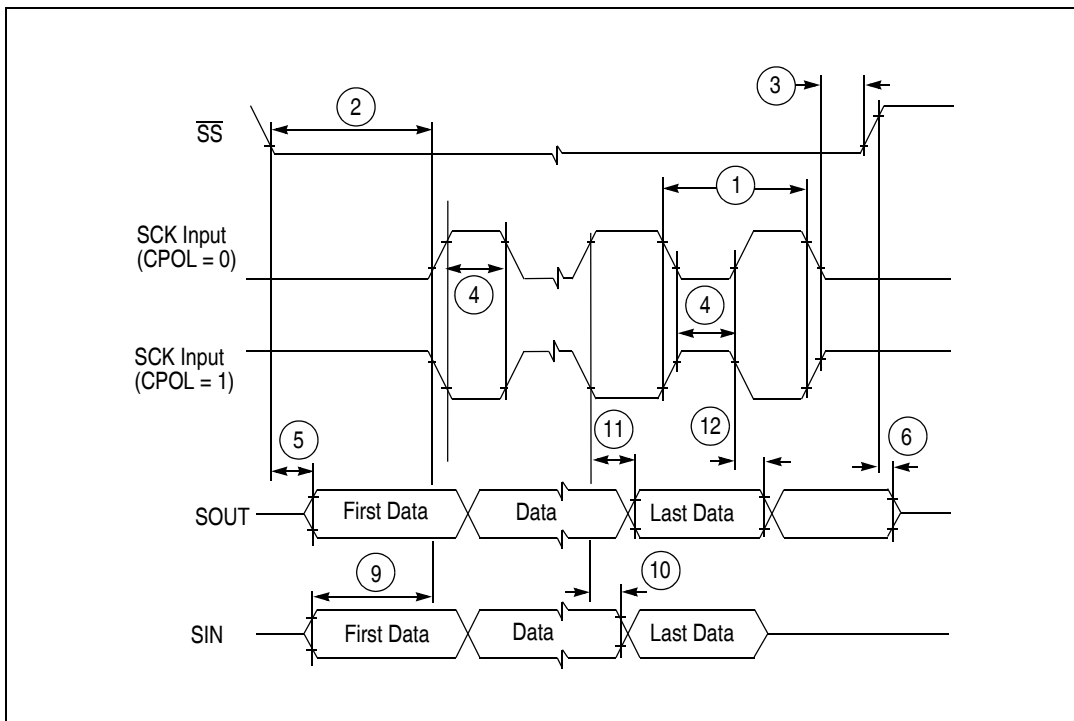 3
2
SS
1
SCK Input
(CPOL = 0)
4
4
SCK Input
(CPOL = 1)
5
11
12
6
SOUT
First Data
Data
Last Data
9
10
SIN
First Data
Data
Last Data